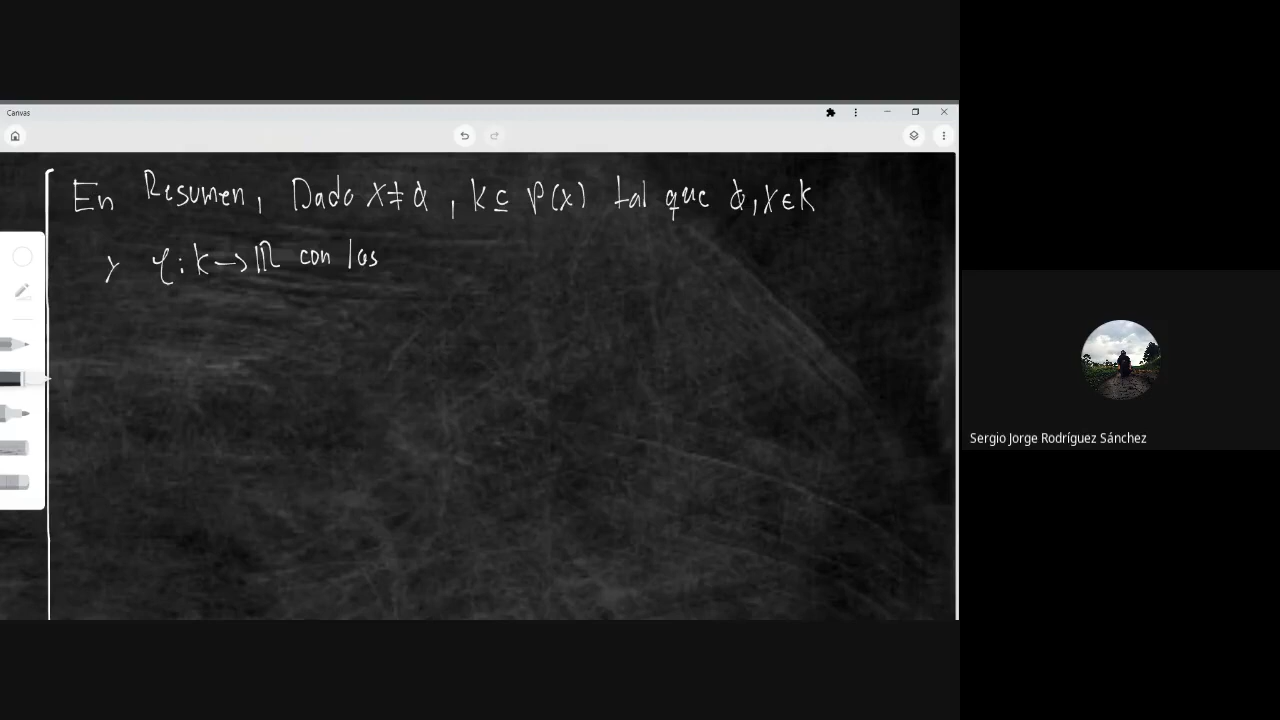 Canvas
En Resumen, Dado X≠∅, K⊆P(X) tal que ∅,X∈K
y φ:K→ℝ con las
Sergio Jorge Rodríguez Sánchez